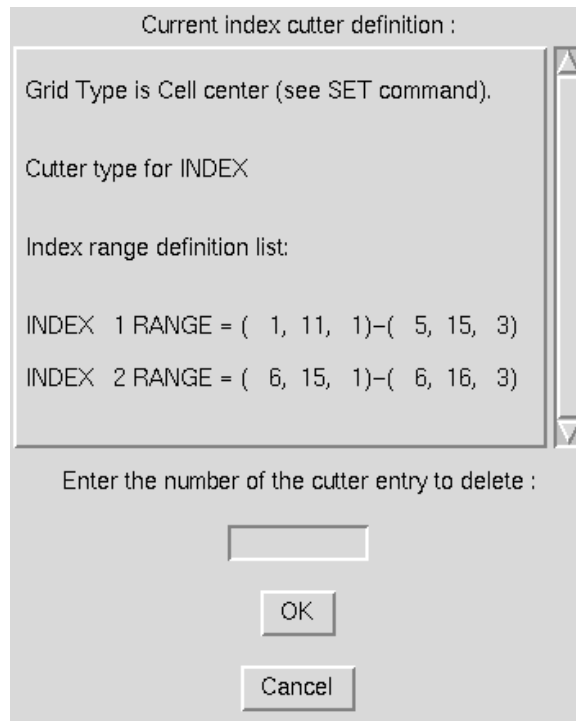 Current index cutter definition :
Grid Type is Cell center (see SET command).
Cutter type for INDEX
Index range definition list:
INDEX 1 RANGE = ( 1, 11, 1)–( 5, 15, 3)
INDEX 2 RANGE = ( 6, 15, 1)–( 6, 16, 3)
Enter the number of the cutter entry to delete :
OK
Cancel